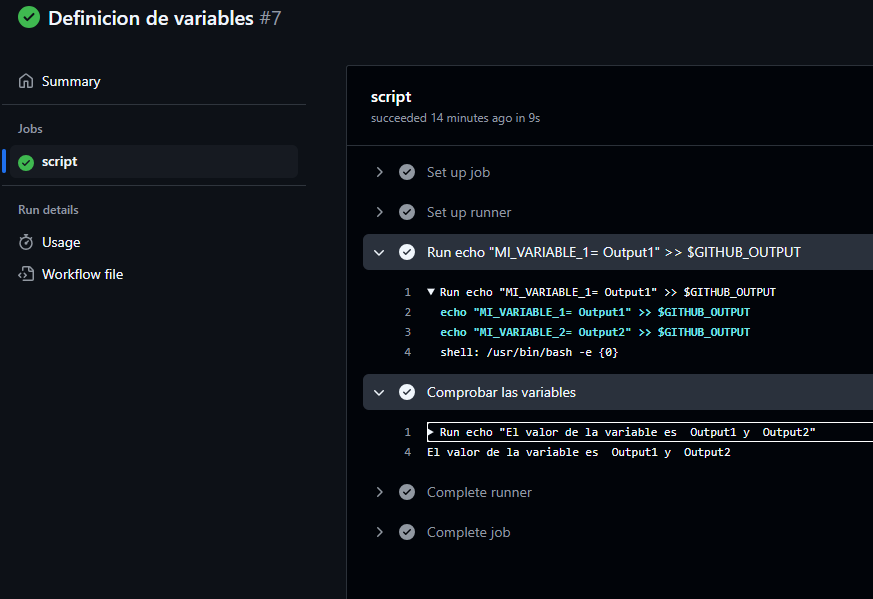 Definicion de variables #7
Summary
Jobs
script
Run details
Usage
Workflow file
script
succeeded 14 minutes ago in 9s
Set up job
Set up runner
Run echo "MI_VARIABLE_1= Output1" >> $GITHUB_OUTPUT
1 Run echo "MI_VARIABLE_1= Output1" >> $GITHUB_OUTPUT
2 echo "MI_VARIABLE_1= Output1" >> $GITHUB_OUTPUT
3 echo "MI_VARIABLE_2= Output2" >> $GITHUB_OUTPUT
4 shell: /usr/bin/bash -e {0}
Comprobar las variables
1 Run echo "El valor de la variable es  Output1 y  Output2"
4 El valor de la variable es  Output1 y  Output2
Complete runner
Complete job